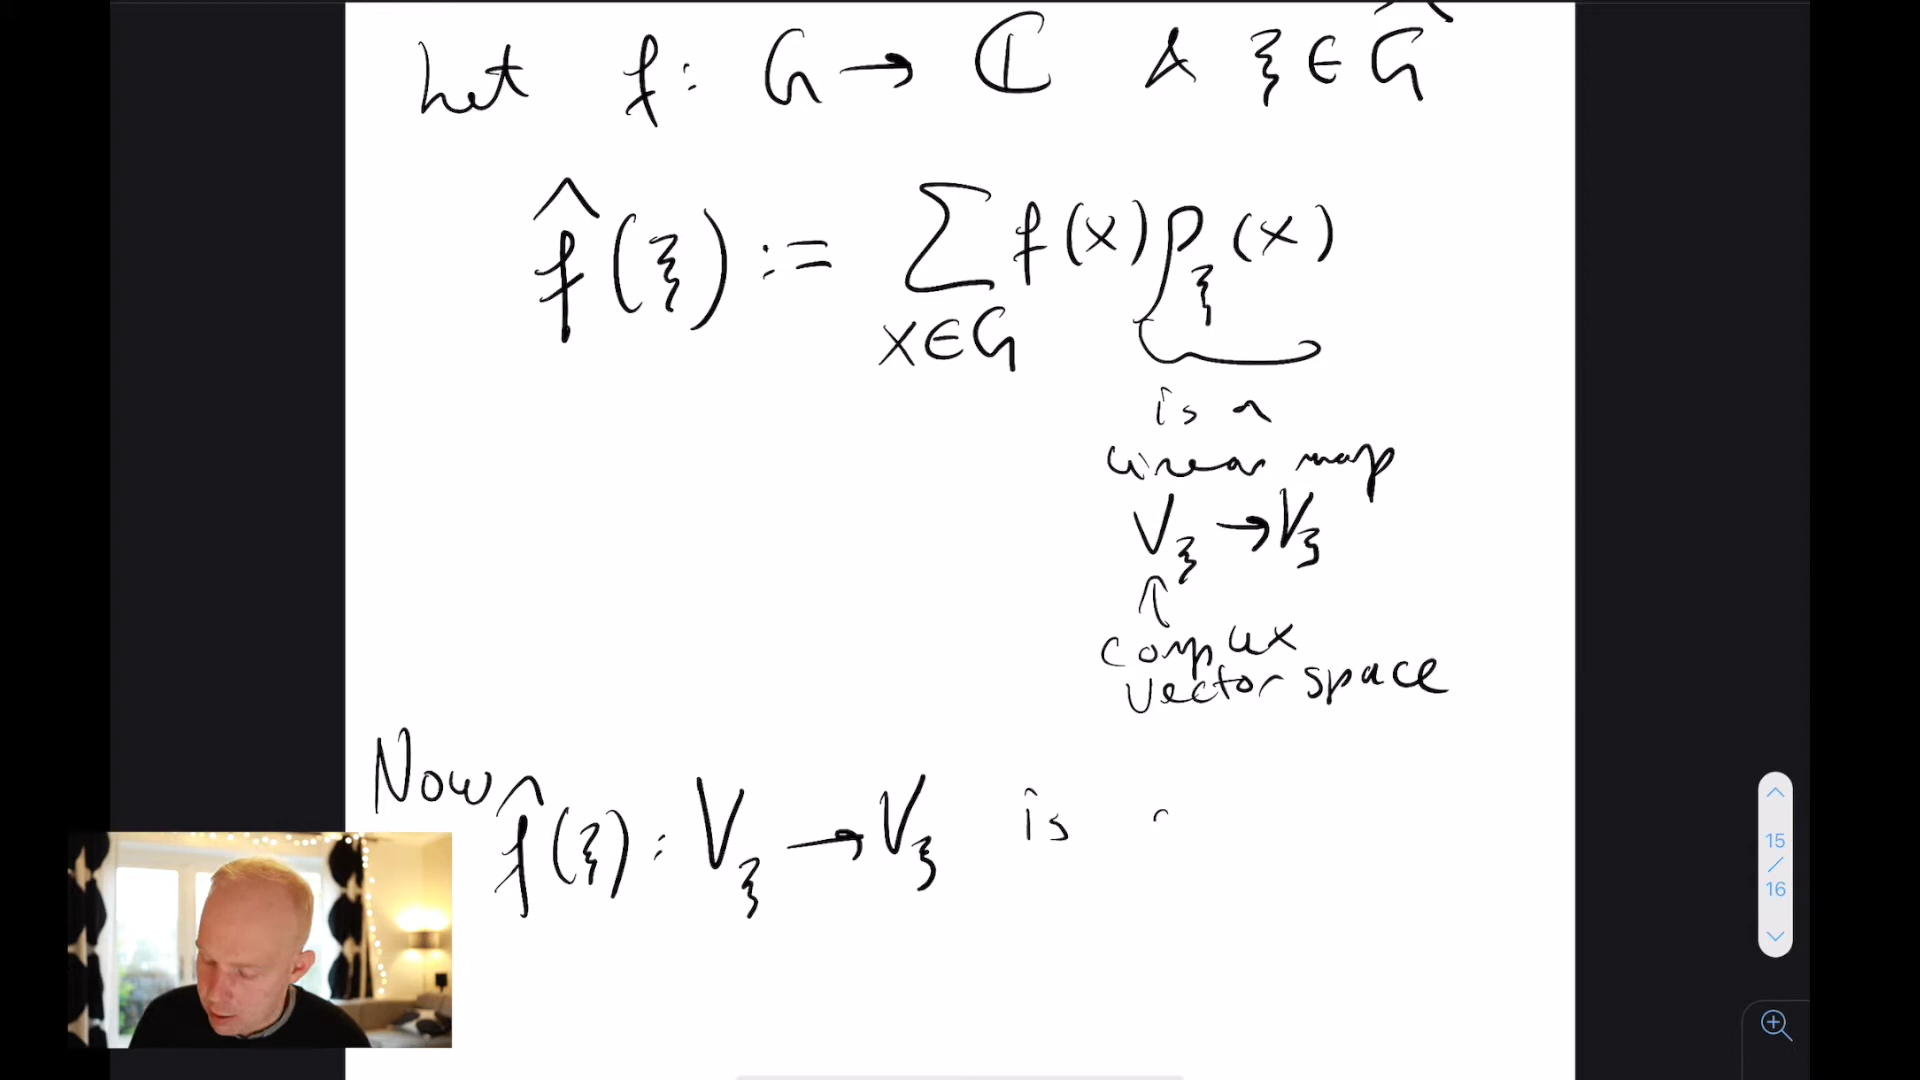 Let f: G → ℂ & ξ ∈ Ĝ
f̂(ξ) := ∑ f(x) ρ_ξ(x)
x∈G
is a
linear map
V_ξ → V_ξ
↑
complex
vector space
Now
f̂(ξ): V_ξ → V_ξ is
15
/
16